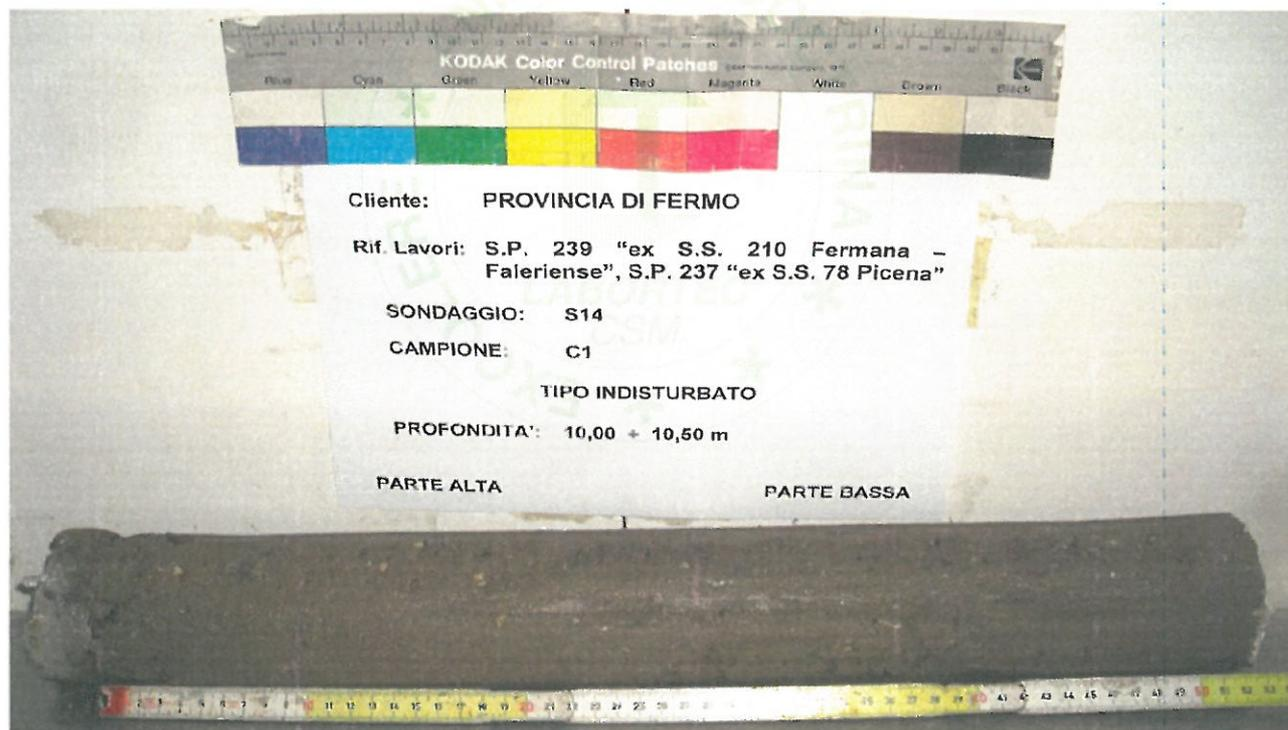 KODAK Color Control Patches
Blue Cyan Green Yellow Red Magenta White Brown Black
Cliente: PROVINCIA DI FERMO
Rif. Lavori: S.P. 239 “ex S.S. 210 Fermana –
Faleriense”, S.P. 237 “ex S.S. 78 Picena”
LABORTEC
CSM
SONDAGGIO: S14
CAMPIONE: C1
TIPO INDISTURBATO
PROFONDITA’: 10,00 ÷ 10,50 m
PARTE ALTA PARTE BASSA